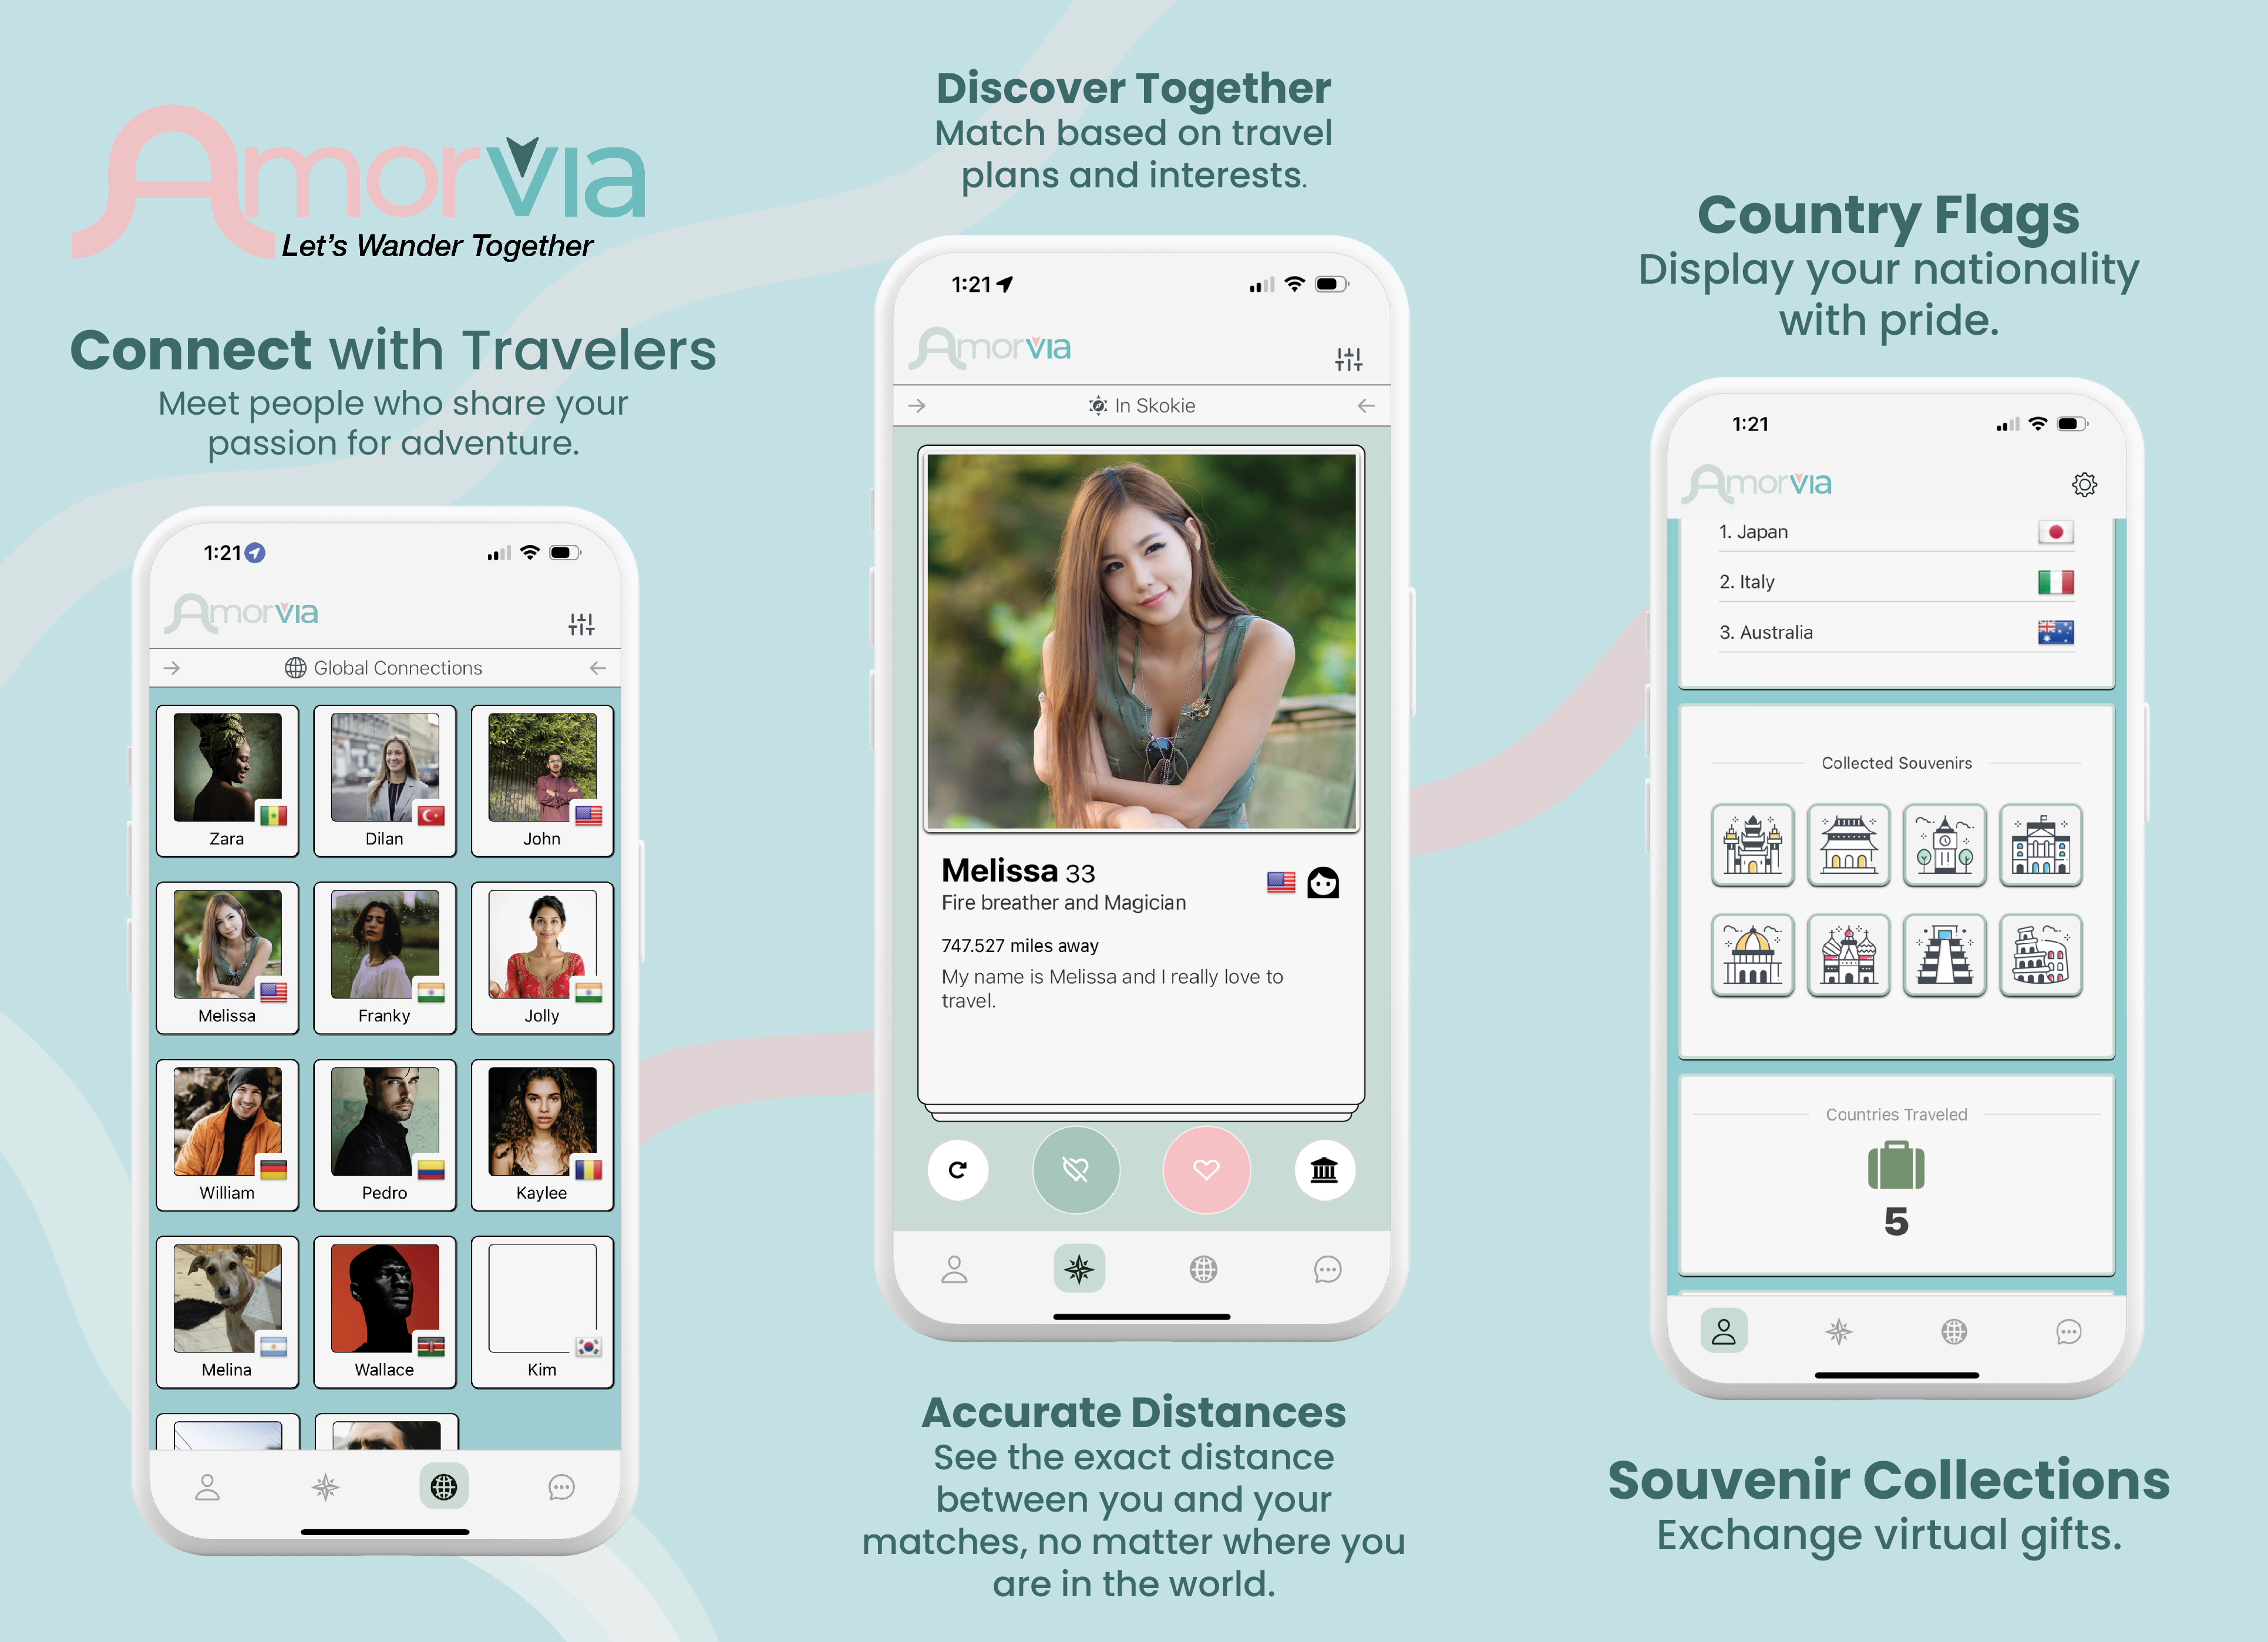 Amorvia
Let's Wander Together
Connect with Travelers
Meet people who share your
passion for adventure.
1:21
Amorvia
Global Connections
Zara
Dilan
John
Melissa
Franky
Jolly
William
Pedro
Kaylee
Melina
Wallace
Kim
Discover Together
Match based on travel
plans and interests.
1:21
Amorvia
In Skokie
Melissa 33
Fire breather and Magician
747.527 miles away
My name is Melissa and I really love to
travel.
Accurate Distances
See the exact distance
between you and your
matches, no matter where you
are in the world.
Country Flags
Display your nationality
with pride.
1:21
Amorvia
1. Japan
2. Italy
3. Australia
Collected Souvenirs
Countries Traveled
5
Souvenir Collections
Exchange virtual gifts.